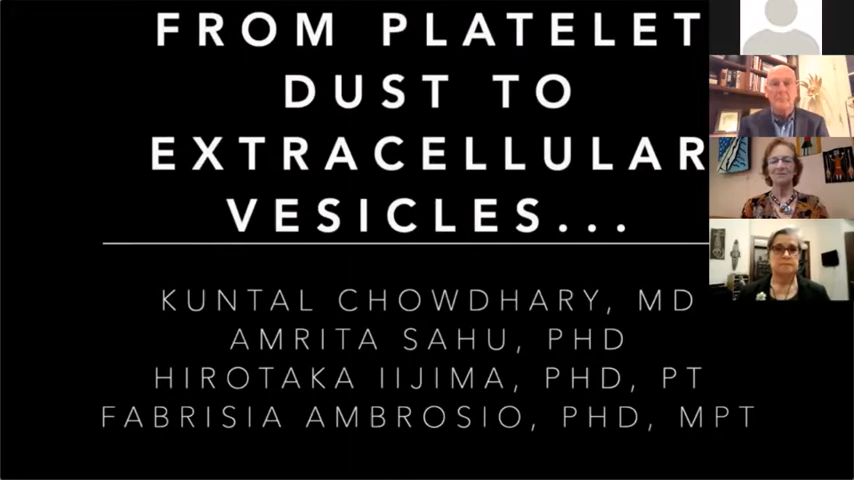 FROM PLATELET
DUST TO
EXTRACELLULAR
VESICLES...
KUNTAL CHOWDHARY, MD
AMRITA SAHU, PHD
HIROTAKA IIJIMA, PHD, PT
FABRISIA AMBROSIO, PHD, MPT